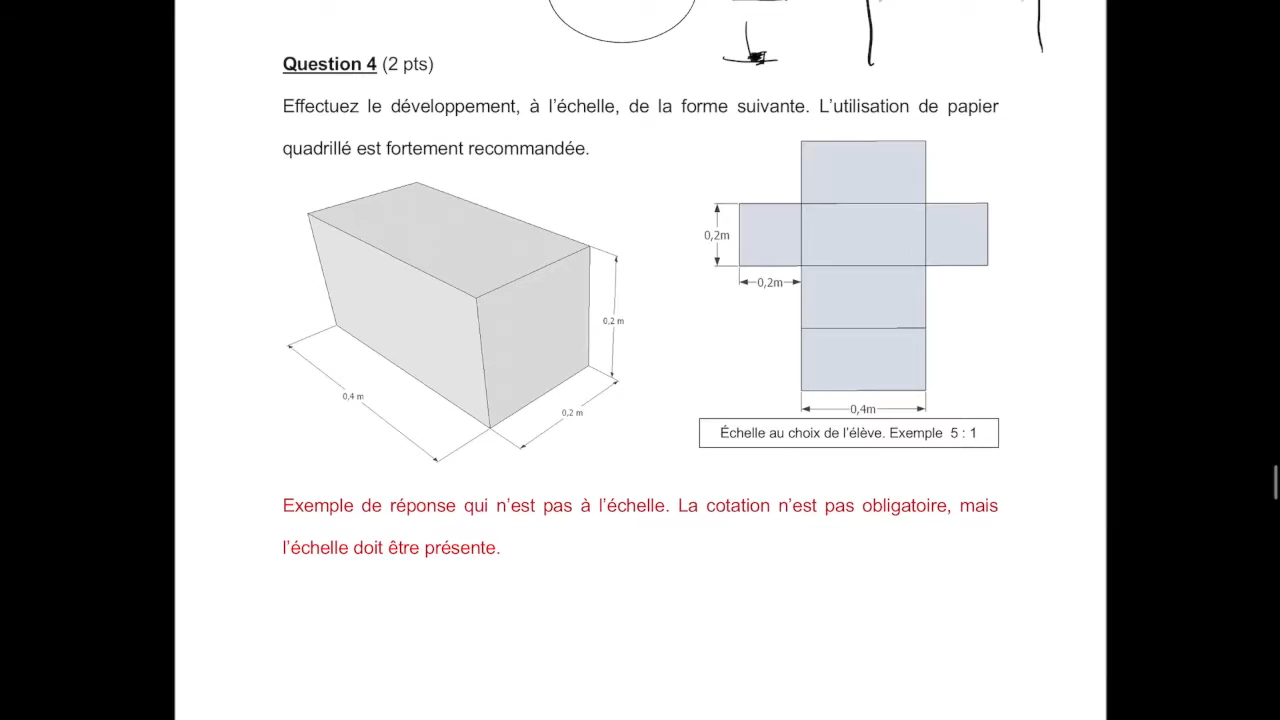 Question 4 (2 pts)
Effectuez le développement, à l’échelle, de la forme suivante. L’utilisation de papier
quadrillé est fortement recommandée.
0,2m
0,2m
0,2 m
0,4 m
0,2 m
0,4m
Échelle au choix de l’élève. Exemple 5 : 1
Exemple de réponse qui n’est pas à l’échelle. La cotation n’est pas obligatoire, mais
l’échelle doit être présente.